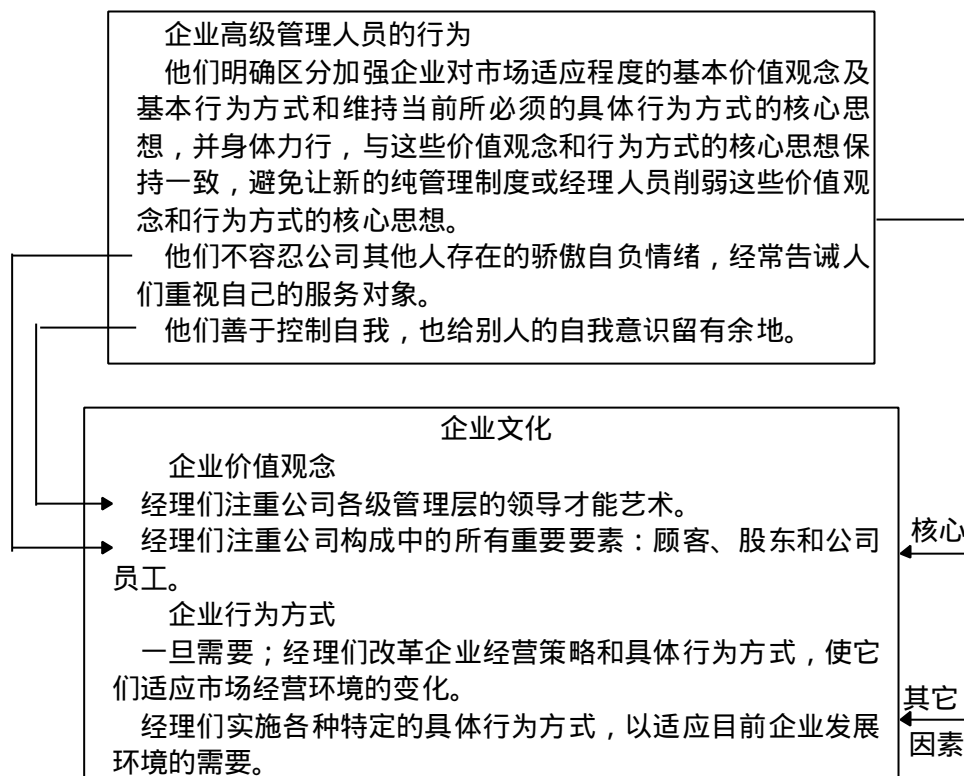 企业高级管理人员的行为
他们明确区分加强企业对市场适应程度的基本价值观念及
基本行为方式和维持当前所必须的具体行为方式的核心思
想，并身体力行，与这些价值观念和行为方式的核心思想保
持一致，避免让新的纯管理制度或经理人员削弱这些价值观
念和行为方式的核心思想。
他们不容忍公司其他人存在的骄傲自负情绪，经常告诫人
们重视自己的服务对象。
他们善于控制自我，也给别人的自我意识留有余地。
企业文化
企业价值观念
经理们注重公司各级管理层的领导才能艺术。
经理们注重公司构成中的所有重要要素：顾客、股东和公司
员工。
企业行为方式
一旦需要；经理们改革企业经营策略和具体行为方式，使它
们适应市场经营环境的变化。
经理们实施各种特定的具体行为方式，以适应目前企业发展
环境的需要。
核心
其它
因素